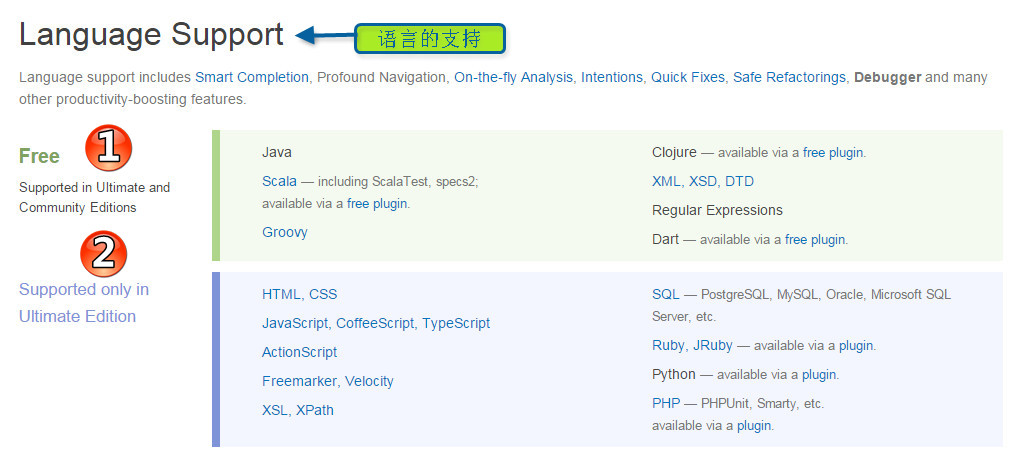 Language Support
语言的支持
Language support includes Smart Completion, Profound Navigation, On-the-fly Analysis, Intentions, Quick Fixes, Safe Refactorings, Debugger and many
other productivity-boosting features.
1
Free
Supported in Ultimate and
Community Editions
Java
Scala — including ScalaTest, specs2;
available via a free plugin.
Groovy
Clojure — available via a free plugin.
XML, XSD, DTD
Regular Expressions
Dart — available via a free plugin.
2
Supported only in
Ultimate Edition
HTML, CSS
JavaScript, CoffeeScript, TypeScript
ActionScript
Freemarker, Velocity
XSL, XPath
SQL — PostgreSQL, MySQL, Oracle, Microsoft SQL
Server, etc.
Ruby, JRuby — available via a plugin.
Python — available via a plugin.
PHP — PHPUnit, Smarty, etc.
available via a plugin.